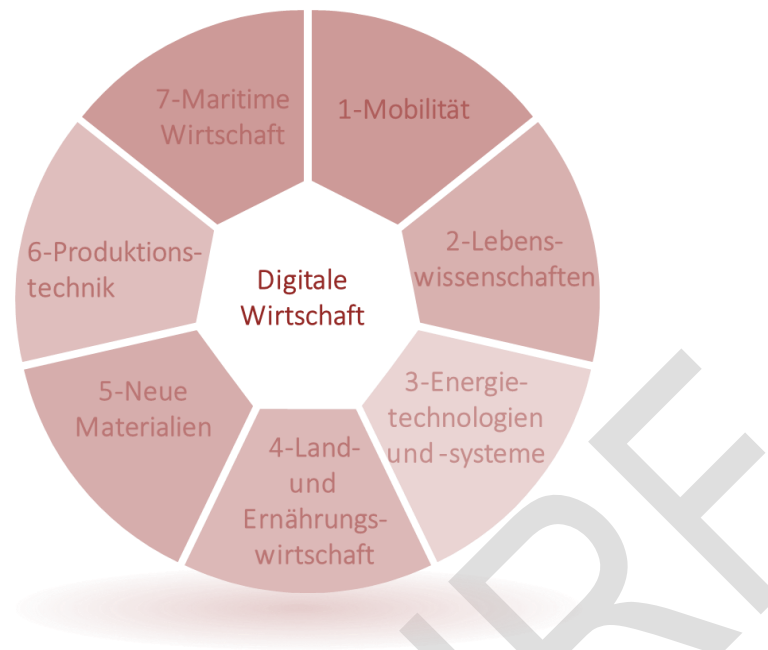 7-Maritime
Wirtschaft
1-Mobilität
2-Lebens-
wissenschaften
3-Energie-
technologien
und -systeme
4-Land-
und
Ernährungs-
wirtschaft
5-Neue
Materialien
6-Produktions-
technik
Digitale
Wirtschaft